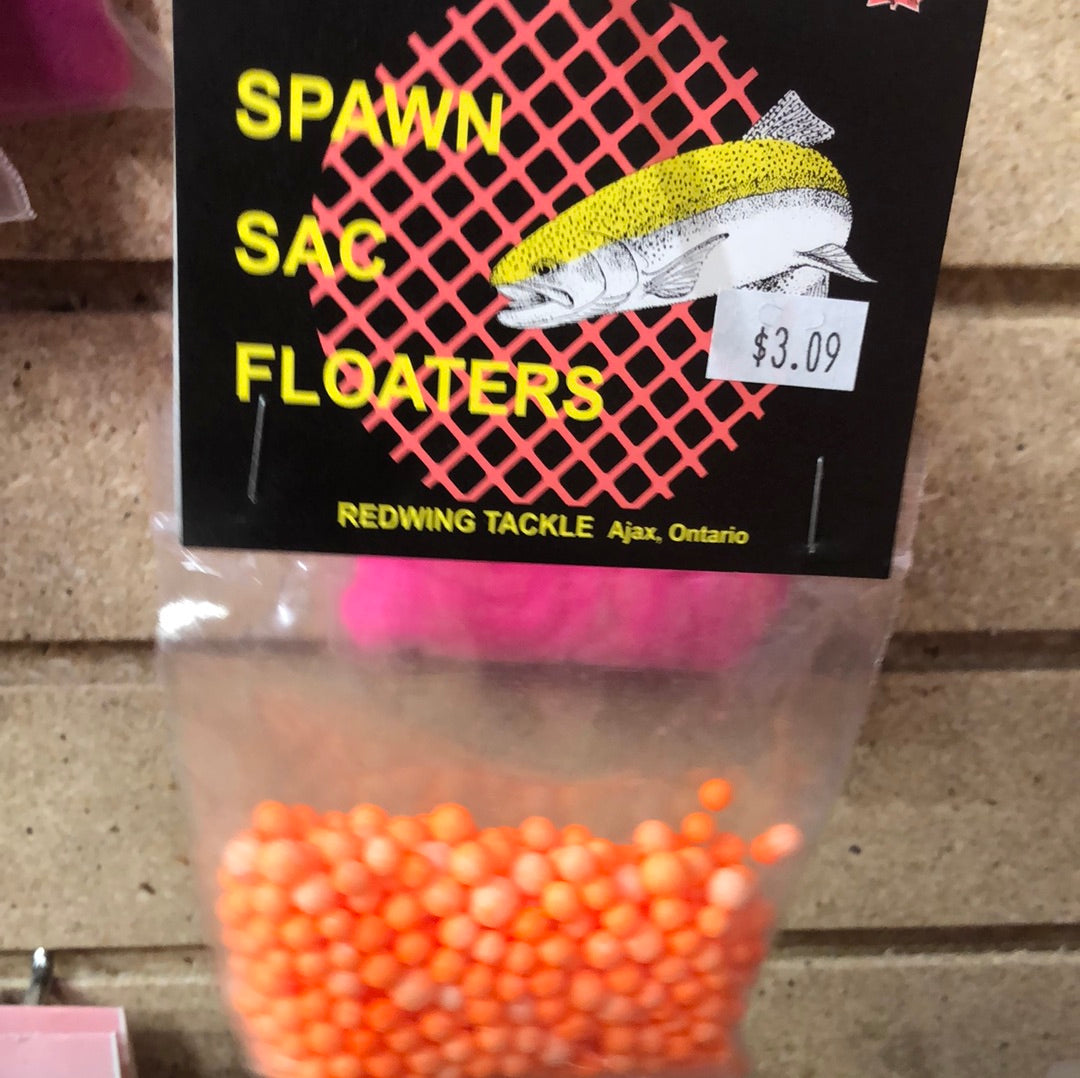 SPAWN
SAC
FLOATERS
$3.09
REDWING TACKLE Ajax, Ontario